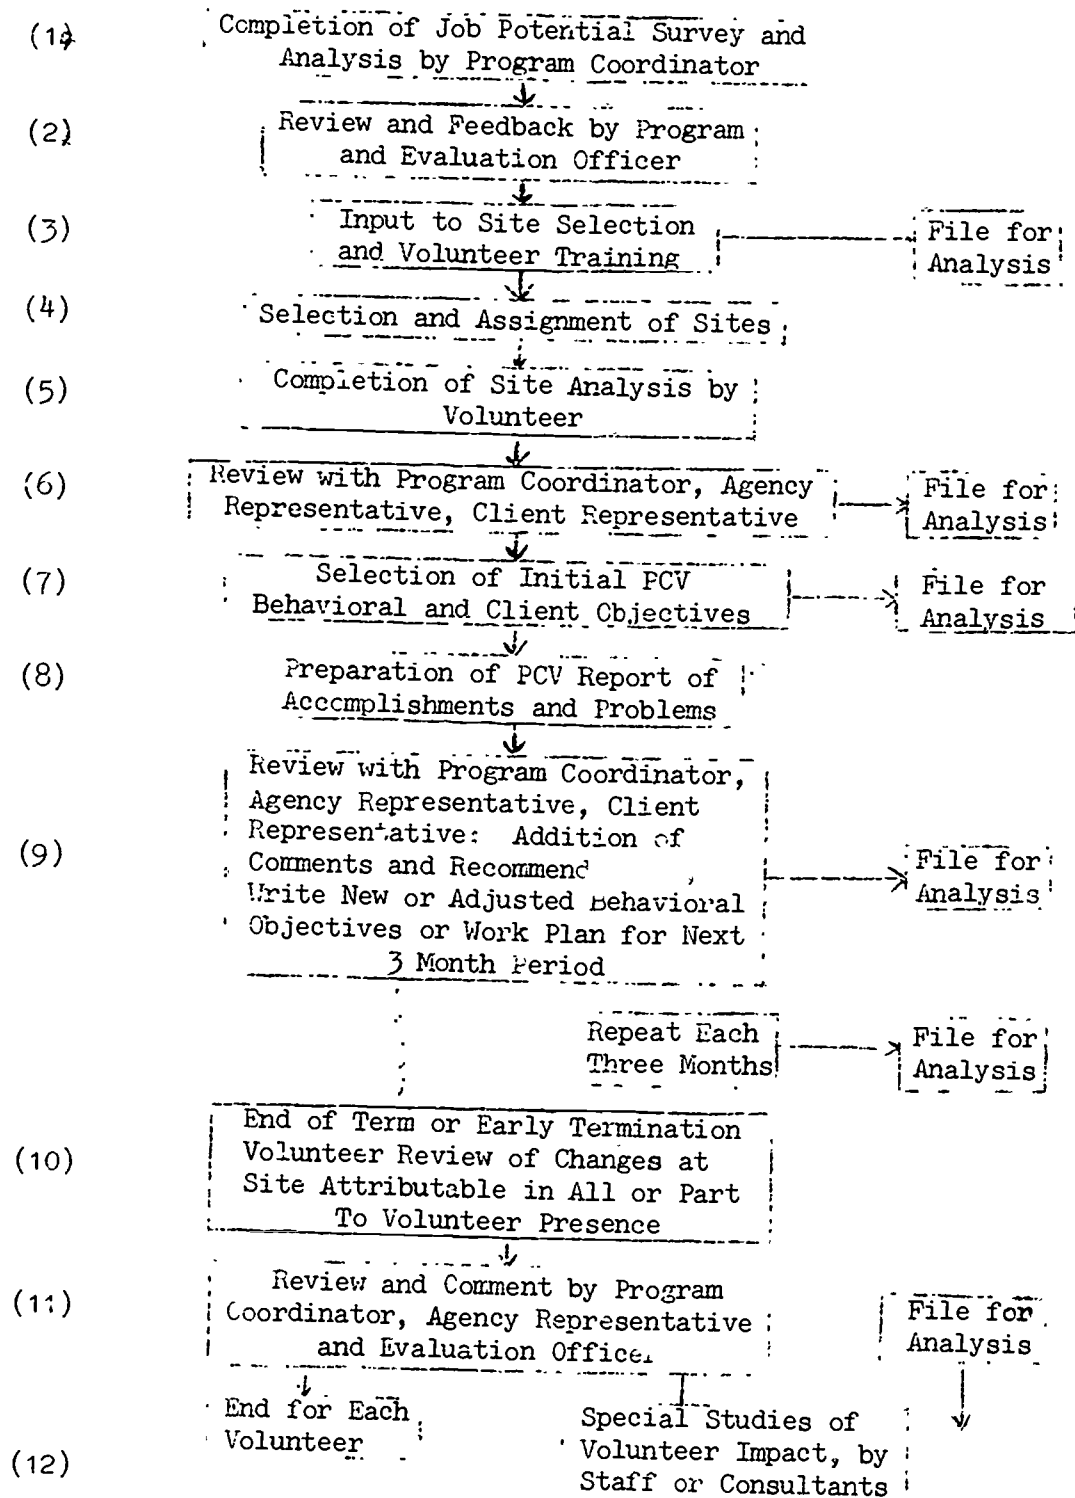 (1)
Completion of Job Potential Survey and
Analysis by Program Coordinator
(2)
Review and Feedback by Program
and Evaluation Officer
(3)
Input to Site Selection
and Volunteer Training
File for
Analysis
(4)
Selection and Assignment of Sites
(5)
Completion of Site Analysis by
Volunteer
(6)
Review with Program Coordinator, Agency
Representative, Client Representative
File for
Analysis
(7)
Selection of Initial PCV
Behavioral and Client Objectives
File for
Analysis
(8)
Preparation of PCV Report of
Accomplishments and Problems
(9)
Review with Program Coordinator,
Agency Representative, Client
Representative: Addition of
Comments and Recommend
Write New or Adjusted Behavioral
Objectives or Work Plan for Next
3 Month Period
File for
Analysis
Repeat Each
Three Months
File for
Analysis
(10)
End of Term or Early Termination
Volunteer Review of Changes at
Site Attributable in All or Part
To Volunteer Presence
(11)
Review and Comment by Program
Coordinator, Agency Representative
and Evaluation Officer
File for
Analysis
(12)
End for Each
Volunteer
Special Studies of
Volunteer Impact, by
Staff or Consultants